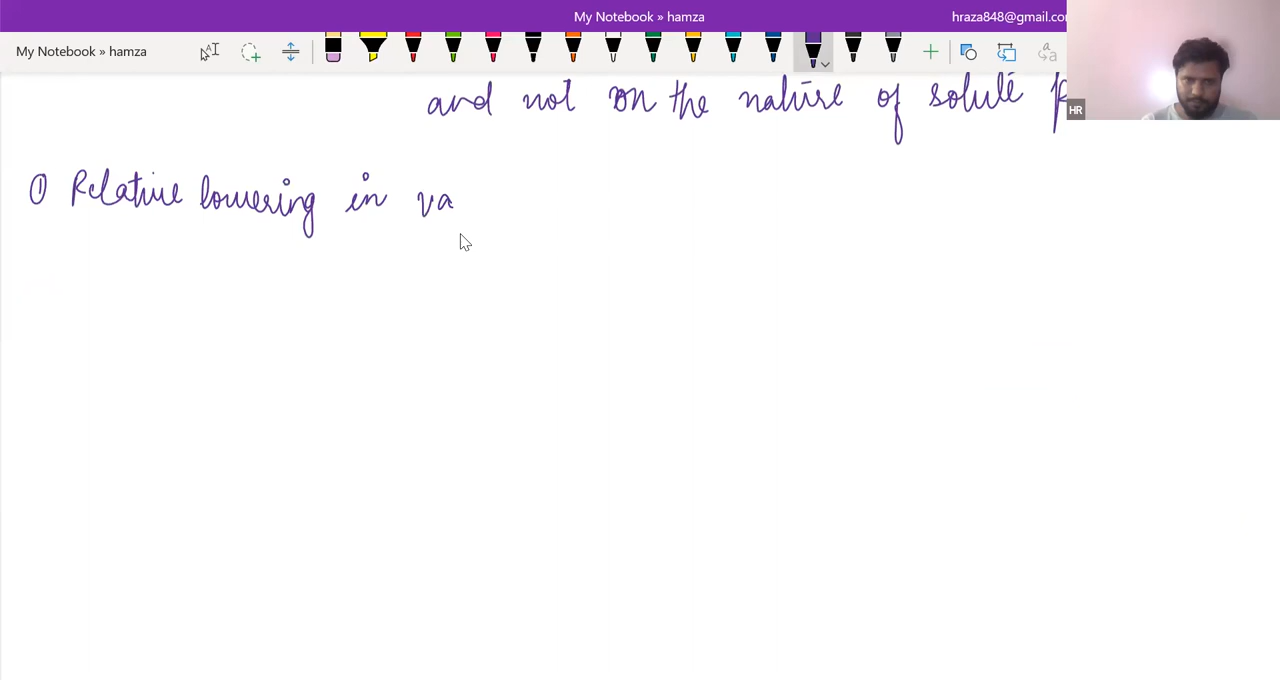 My Notebook » hamza
hraza848@gmail.co
My Notebook » hamza
and not on the nature of solute p
HR
① Relative lowering in va